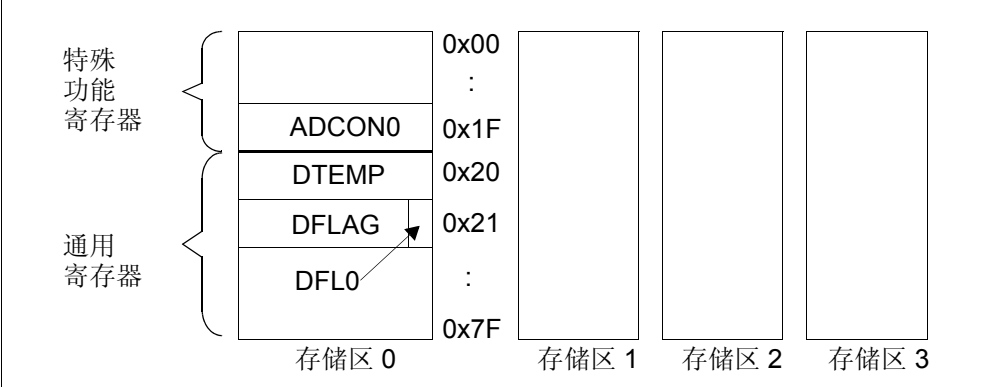 特殊
功能
寄存器
0x00
:
ADCON0
0x1F
DTEMP
0x20
DFLAG
0x21
通用
寄存器
DFL0
:
0x7F
存储区 0
存储区 1
存储区 2
存储区 3